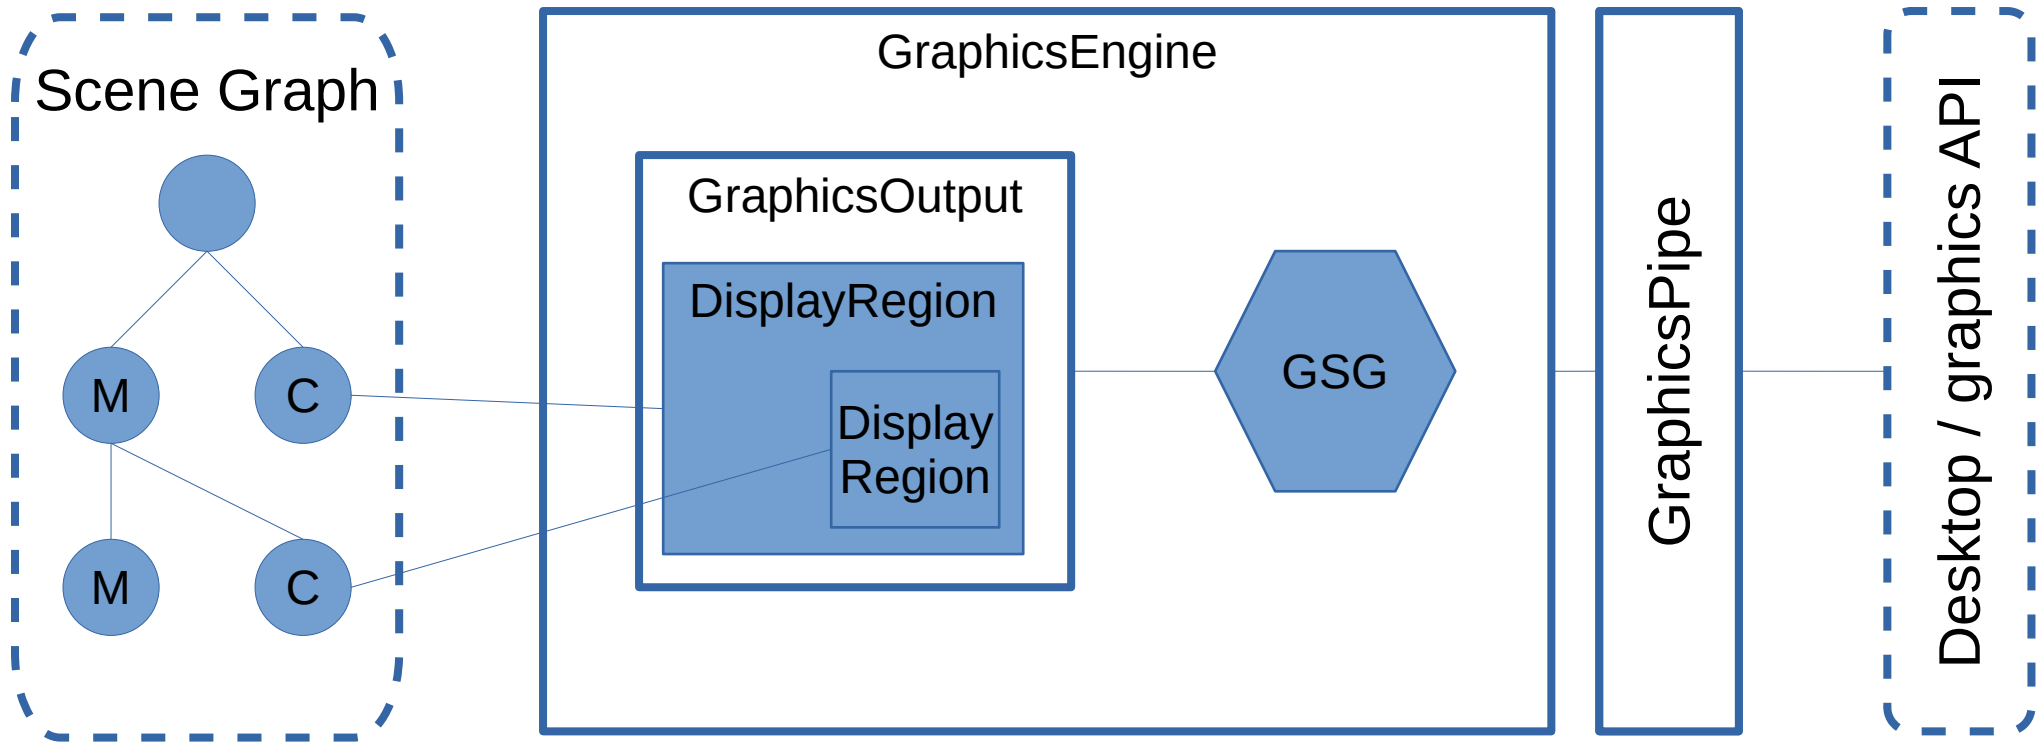 Scene Graph
M
C
M
C
GraphicsEngine
GraphicsOutput
DisplayRegion
Display
Region
GSG
GraphicsPipe
Desktop / graphics API